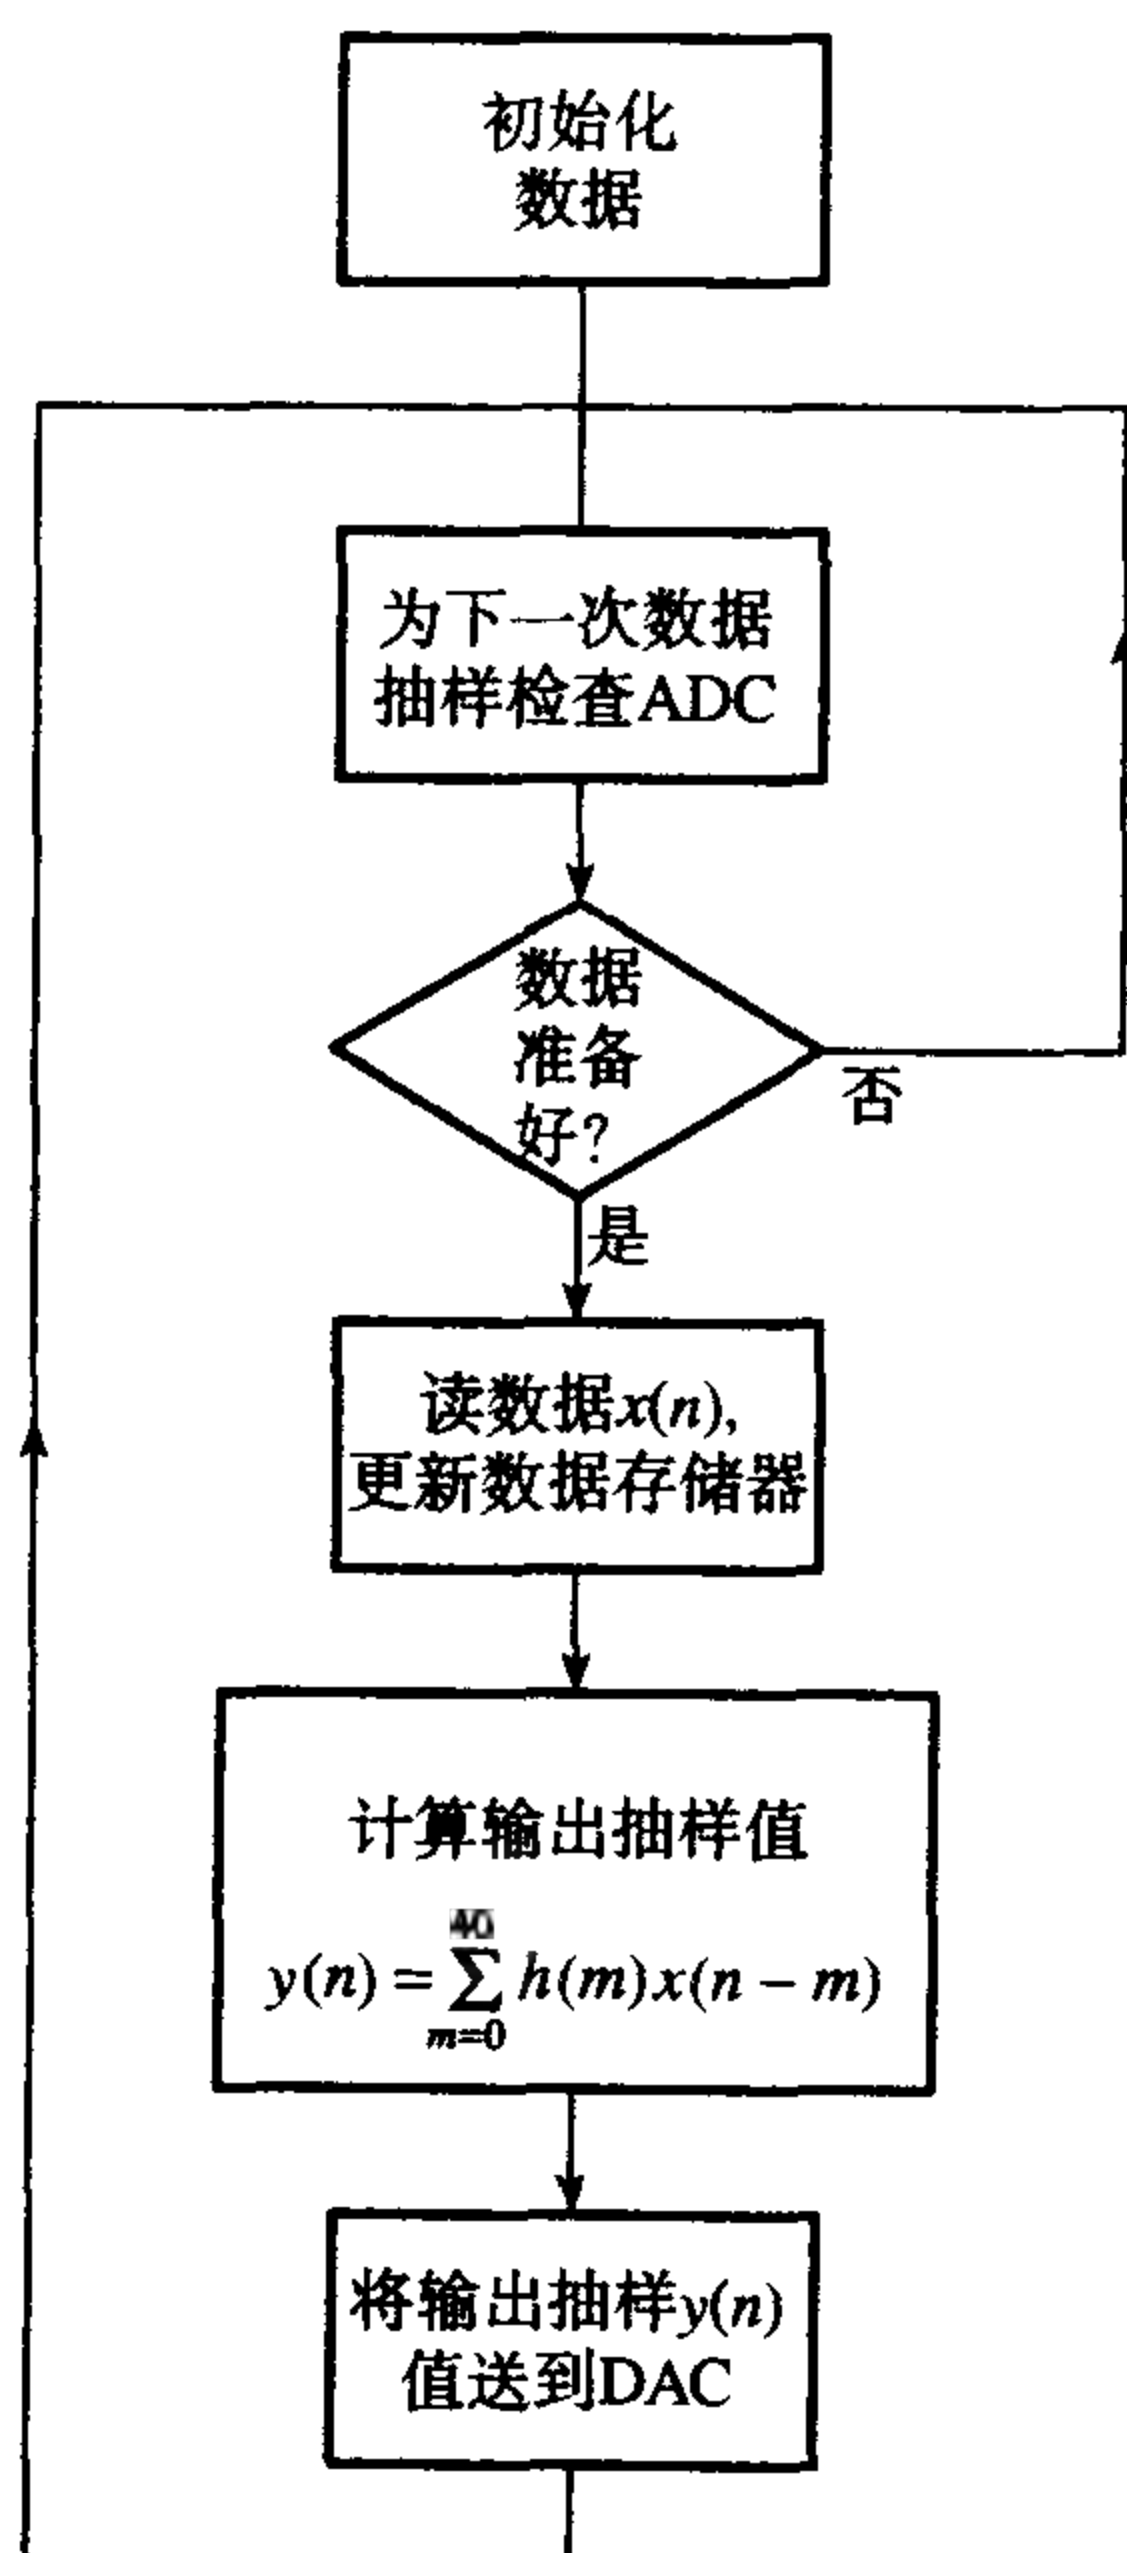 初始化
数据
为下一次数据
抽样检查ADC
数据
准备
好?
否
是
读数据x(n),
更新数据存储器
计算输出抽样值
40
y(n) = ∑ h(m)x(n − m)
m=0
将输出抽样y(n)
值送到DAC